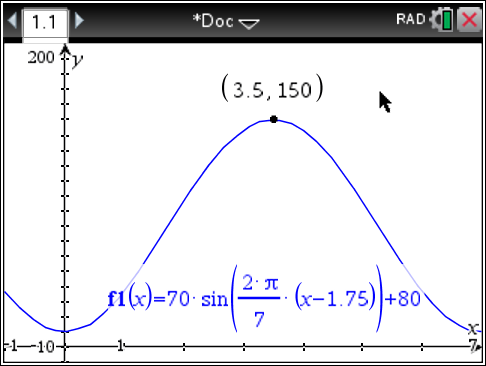 1.1 *Doc RAD
200 y
(3.5, 150)
f1(x)=70·sin(2·π/7·(x−1.75))+80
x
-1 -10 1 7